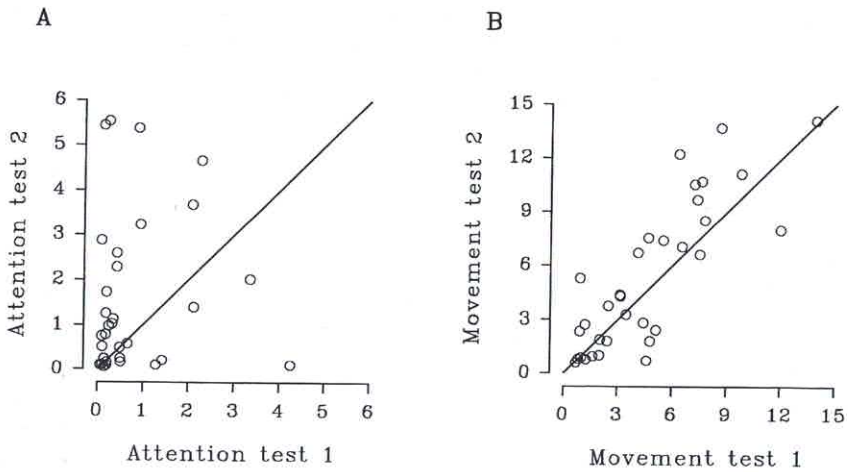 A
B
6
5
4
3
2
1
0
0 1 2 3 4 5 6
Attention test 2
Attention test 1
15
12
9
6
3
0
0 3 6 9 12 15
Movement test 2
Movement test 1